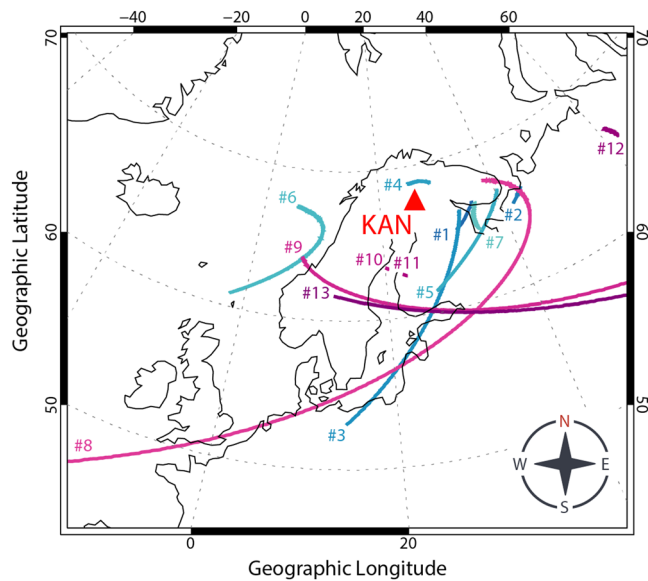 −40 −20 0 20 40 60
70 70
#12
#4
#6
#2
KAN
60 60
#1 #7
#9
#10 #11
#13 #5
50 50
#3
#8
N
W E
S
0 20
Geographic Latitude
Geographic Longitude